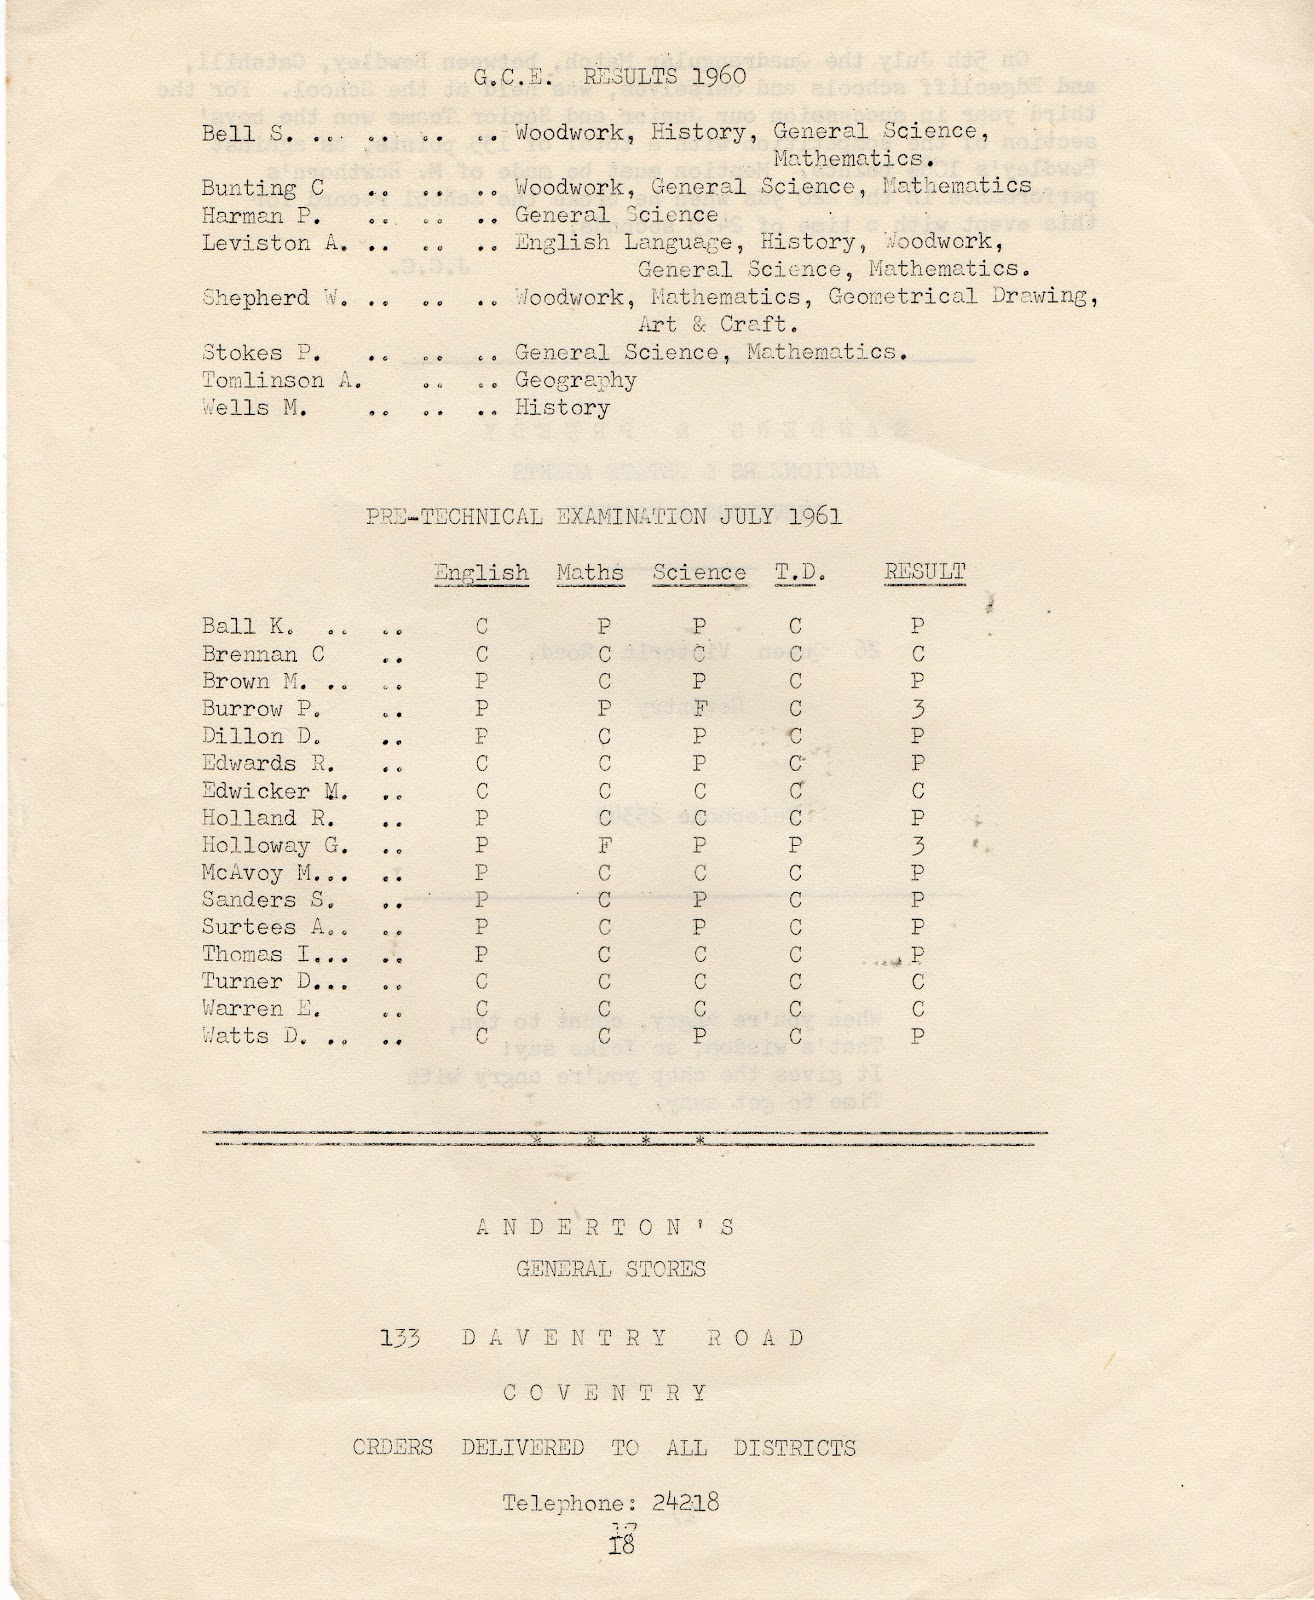 G.C.E. RESULTS 1960
Bell S. ... .. .. .. Woodwork, History, General Science,
Mathematics.
Bunting C .. .. .. Woodwork, General Science, Mathematics
Harman P. .. .. .. General Science
Leviston A. .. .. .. English Language, History, Woodwork,
General Science, Mathematics.
Shepherd W. .. .. .. Woodwork, Mathematics, Geometrical Drawing,
Art & Craft.
Stokes P. .. .. .. General Science, Mathematics.
Tomlinson A. .. .. Geography
Wells M. .. .. .. History
PRE-TECHNICAL EXAMINATION JULY 1961
English Maths Science T.D. RESULT
Ball K. .. .. C P P C P
Brennan C .. C C C C C
Brown M. .. .. P C P C P
Burrow P. .. P P F C 3
Dillon D. .. P C P C P
Edwards R. .. C C P C P
Edwicker M. .. C C C C C
Holland R. .. P C C C P
Holloway G. .. P F P P 3
McAvoy M... .. P C C C P
Sanders S. .. P C P C P
Surtees A.. .. P C P C P
Thomas I... .. P C C C P
Turner D... .. C C C C C
Warren E. .. C C C C C
Watts D. .. .. C C P C P
* * * *
A N D E R T O N ' S
GENERAL STORES
133 D A V E N T R Y R O A D
C O V E N T R Y
ORDERS DELIVERED TO ALL DISTRICTS
Telephone: 24218
17
18